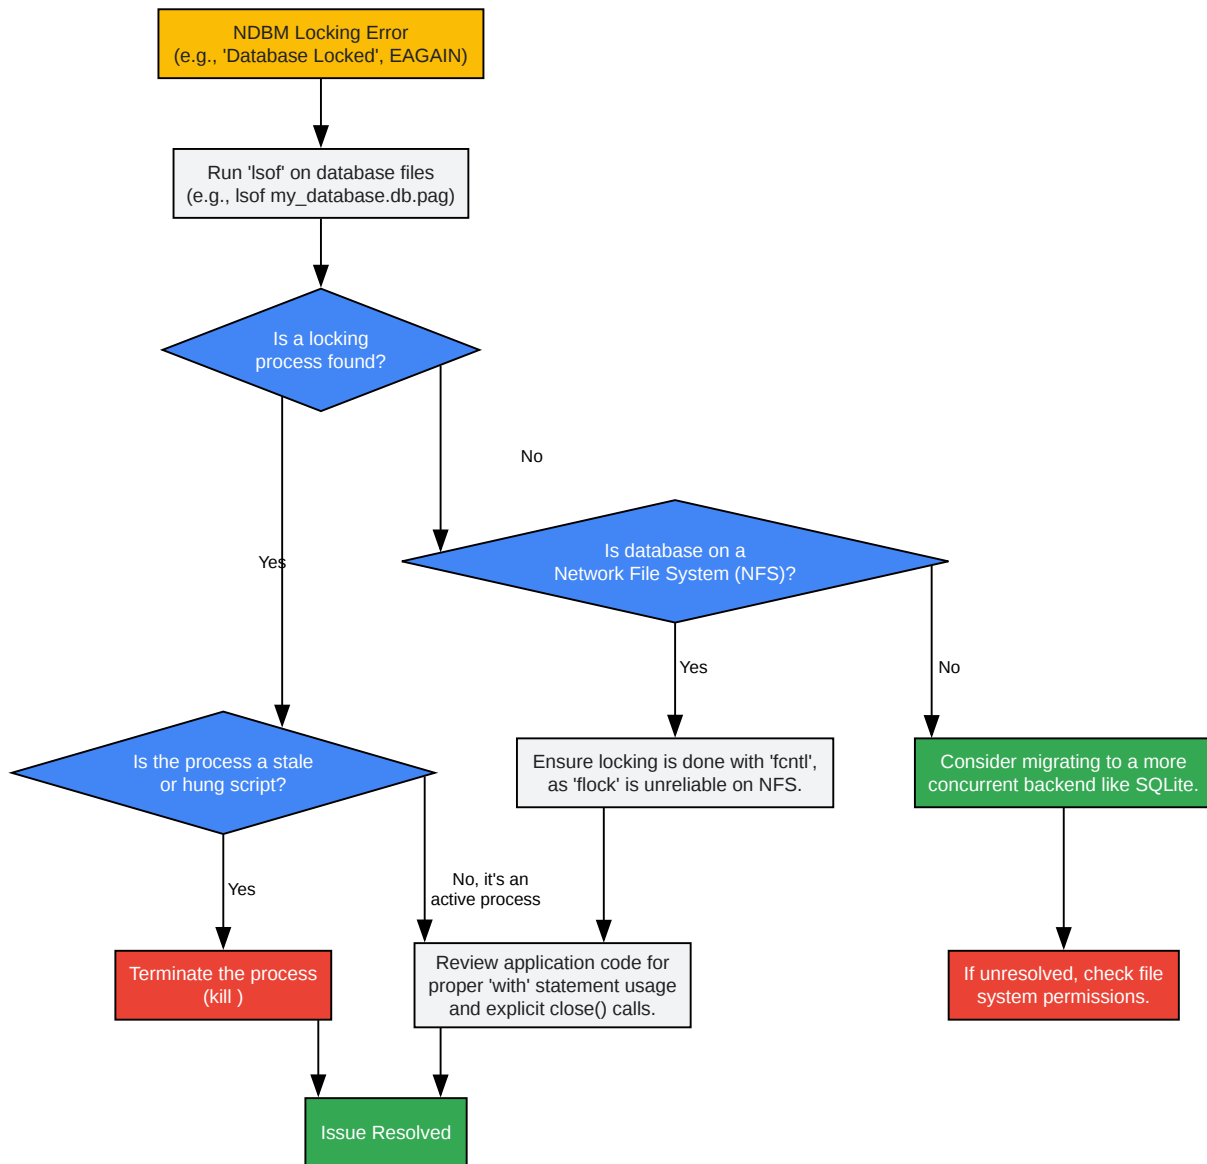 NDBM Locking Error
(e.g., 'Database Locked', EAGAIN)
Run 'lsof' on database files
(e.g., lsof my_database.db.pag)
Is a locking
process found?
No
Yes
Is database on a
Network File System (NFS)?
Yes
No
Is the process a stale
or hung script?
Ensure locking is done with 'fcntl',
as 'flock' is unreliable on NFS.
Consider migrating to a more
concurrent backend like SQLite.
Yes
No, it's an
active process
Terminate the process
(kill )
Review application code for
proper 'with' statement usage
and explicit close() calls.
If unresolved, check file
system permissions.
Issue Resolved